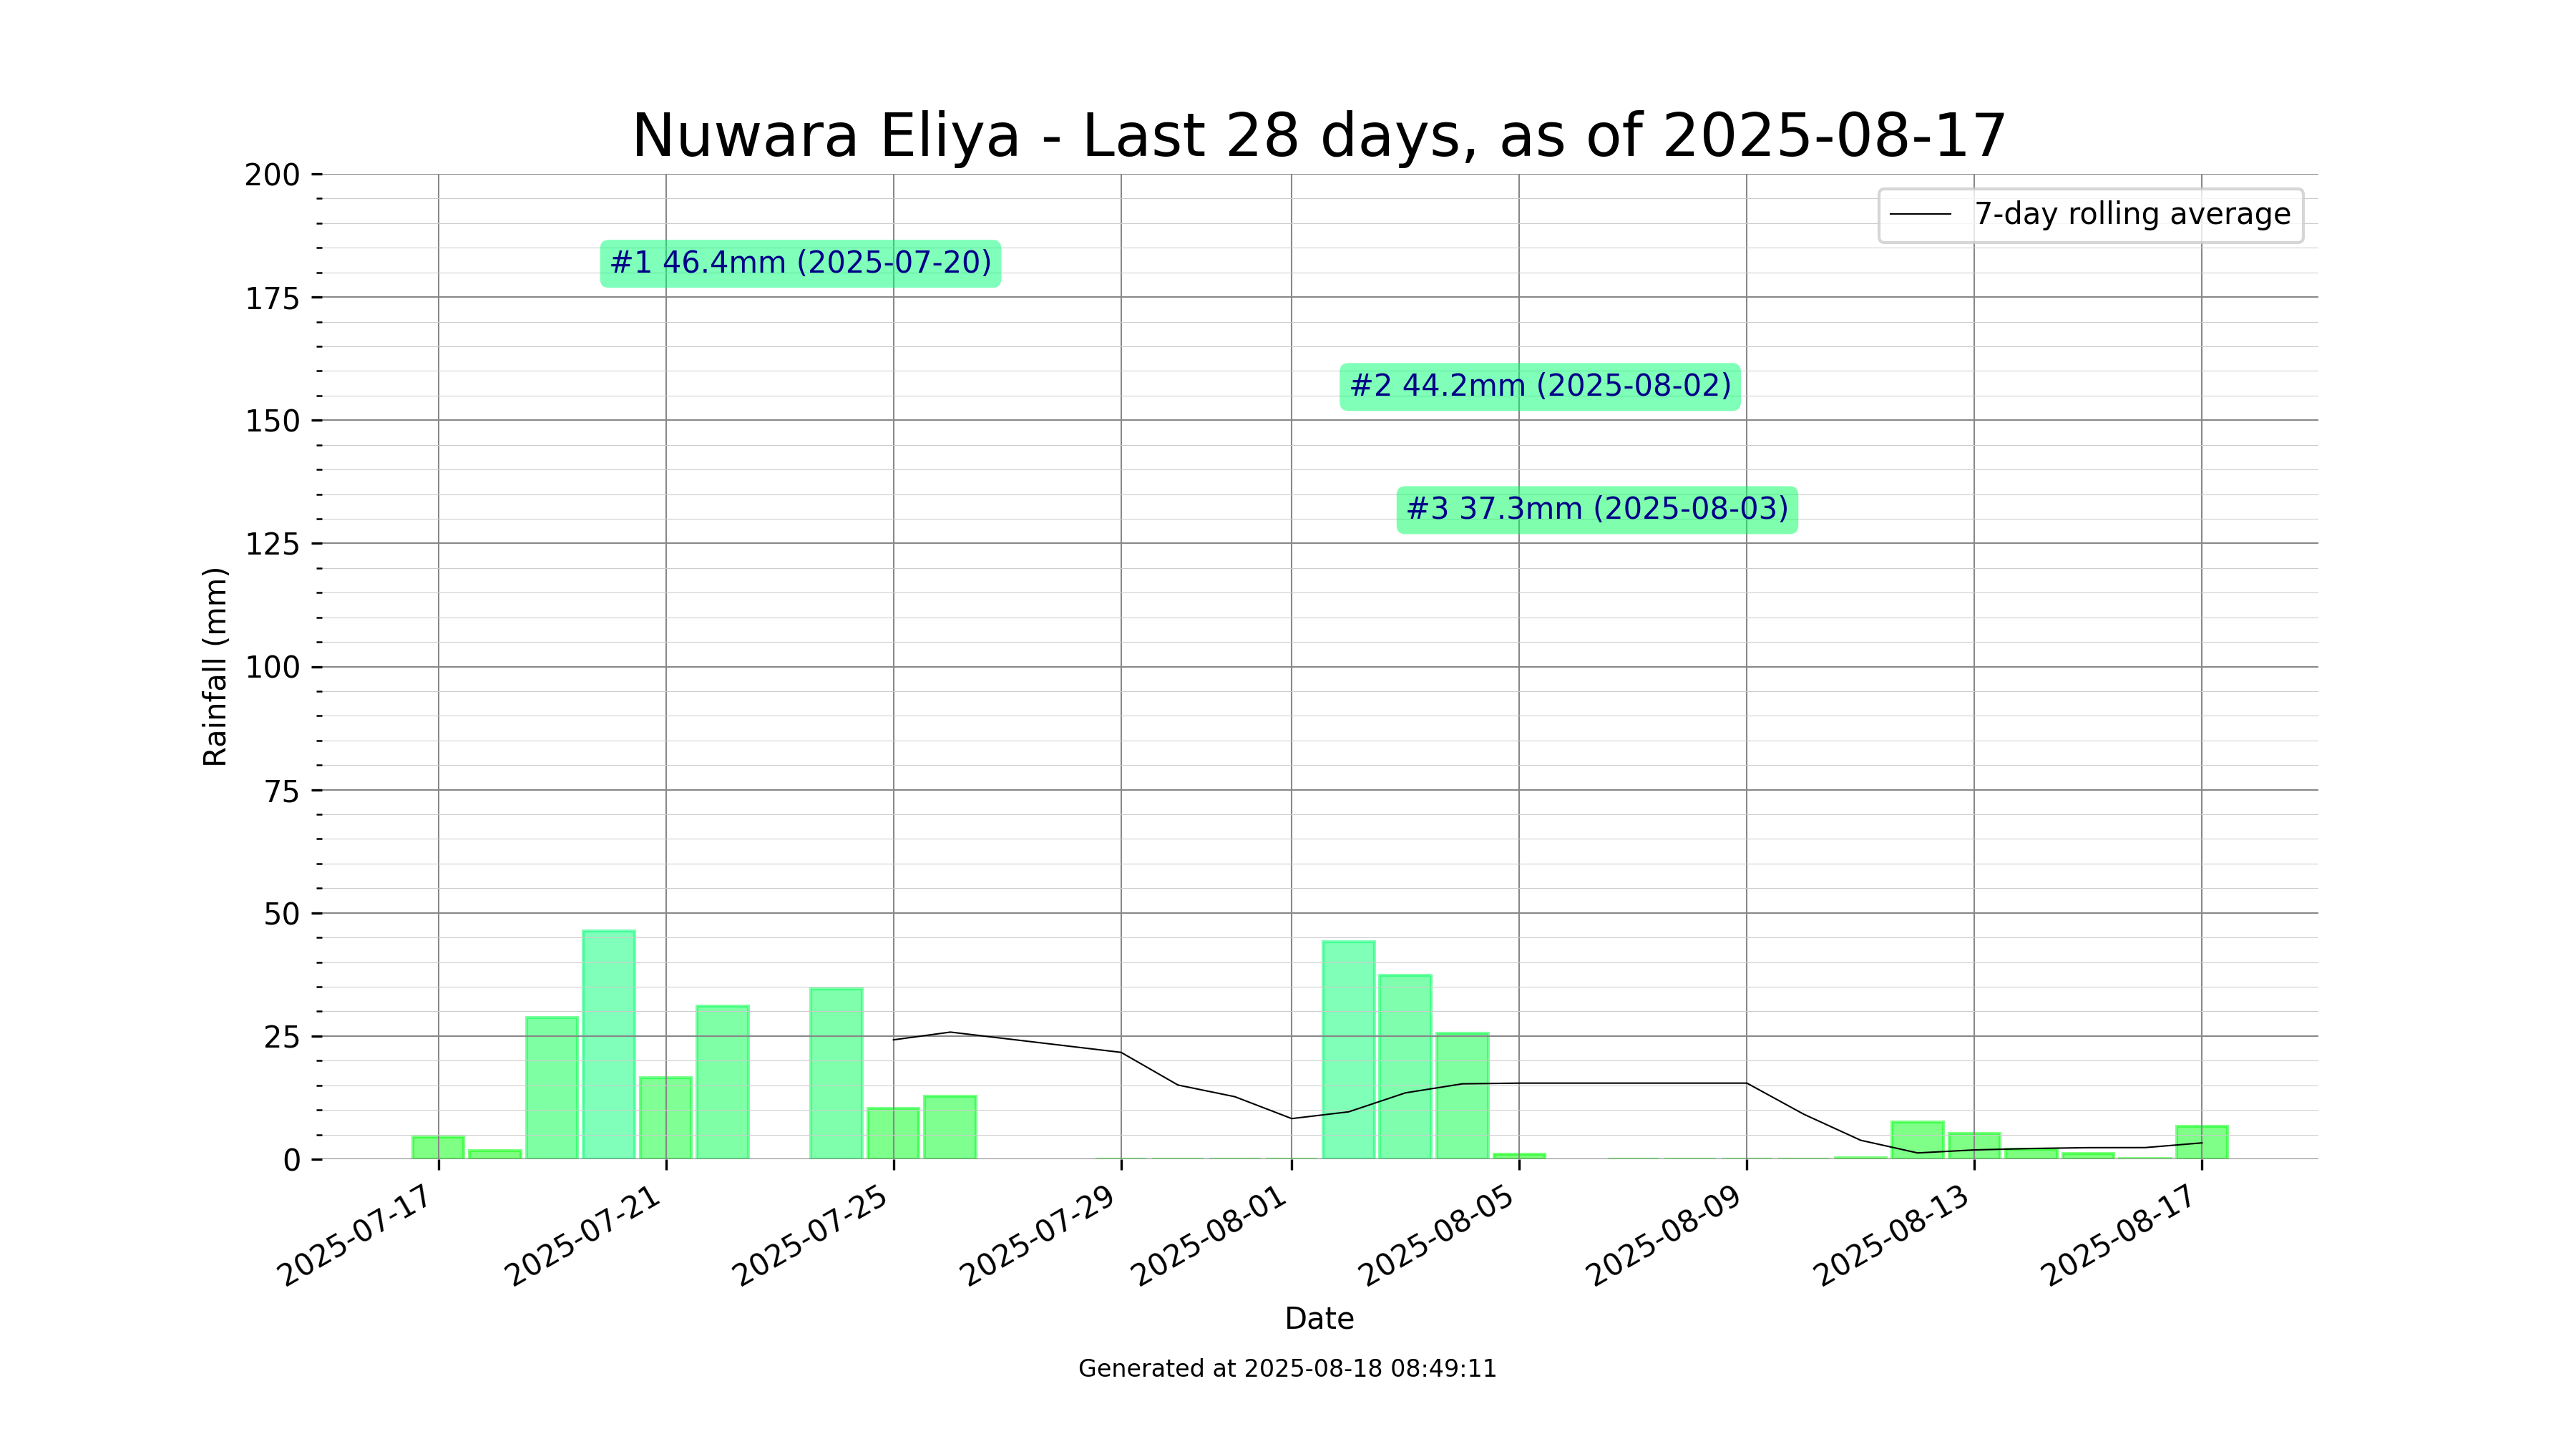 Nuwara Eliya - Last 28 days, as of 2025-08-17
7-day rolling average
#1 46.4mm (2025-07-20)
#2 44.2mm (2025-08-02)
#3 37.3mm (2025-08-03)
Rainfall (mm)
200
175
150
125
100
75
50
25
0
2025-07-17
2025-07-21
2025-07-25
2025-07-29
2025-08-01
2025-08-05
2025-08-09
2025-08-13
2025-08-17
Date
Generated at 2025-08-18 08:49:11